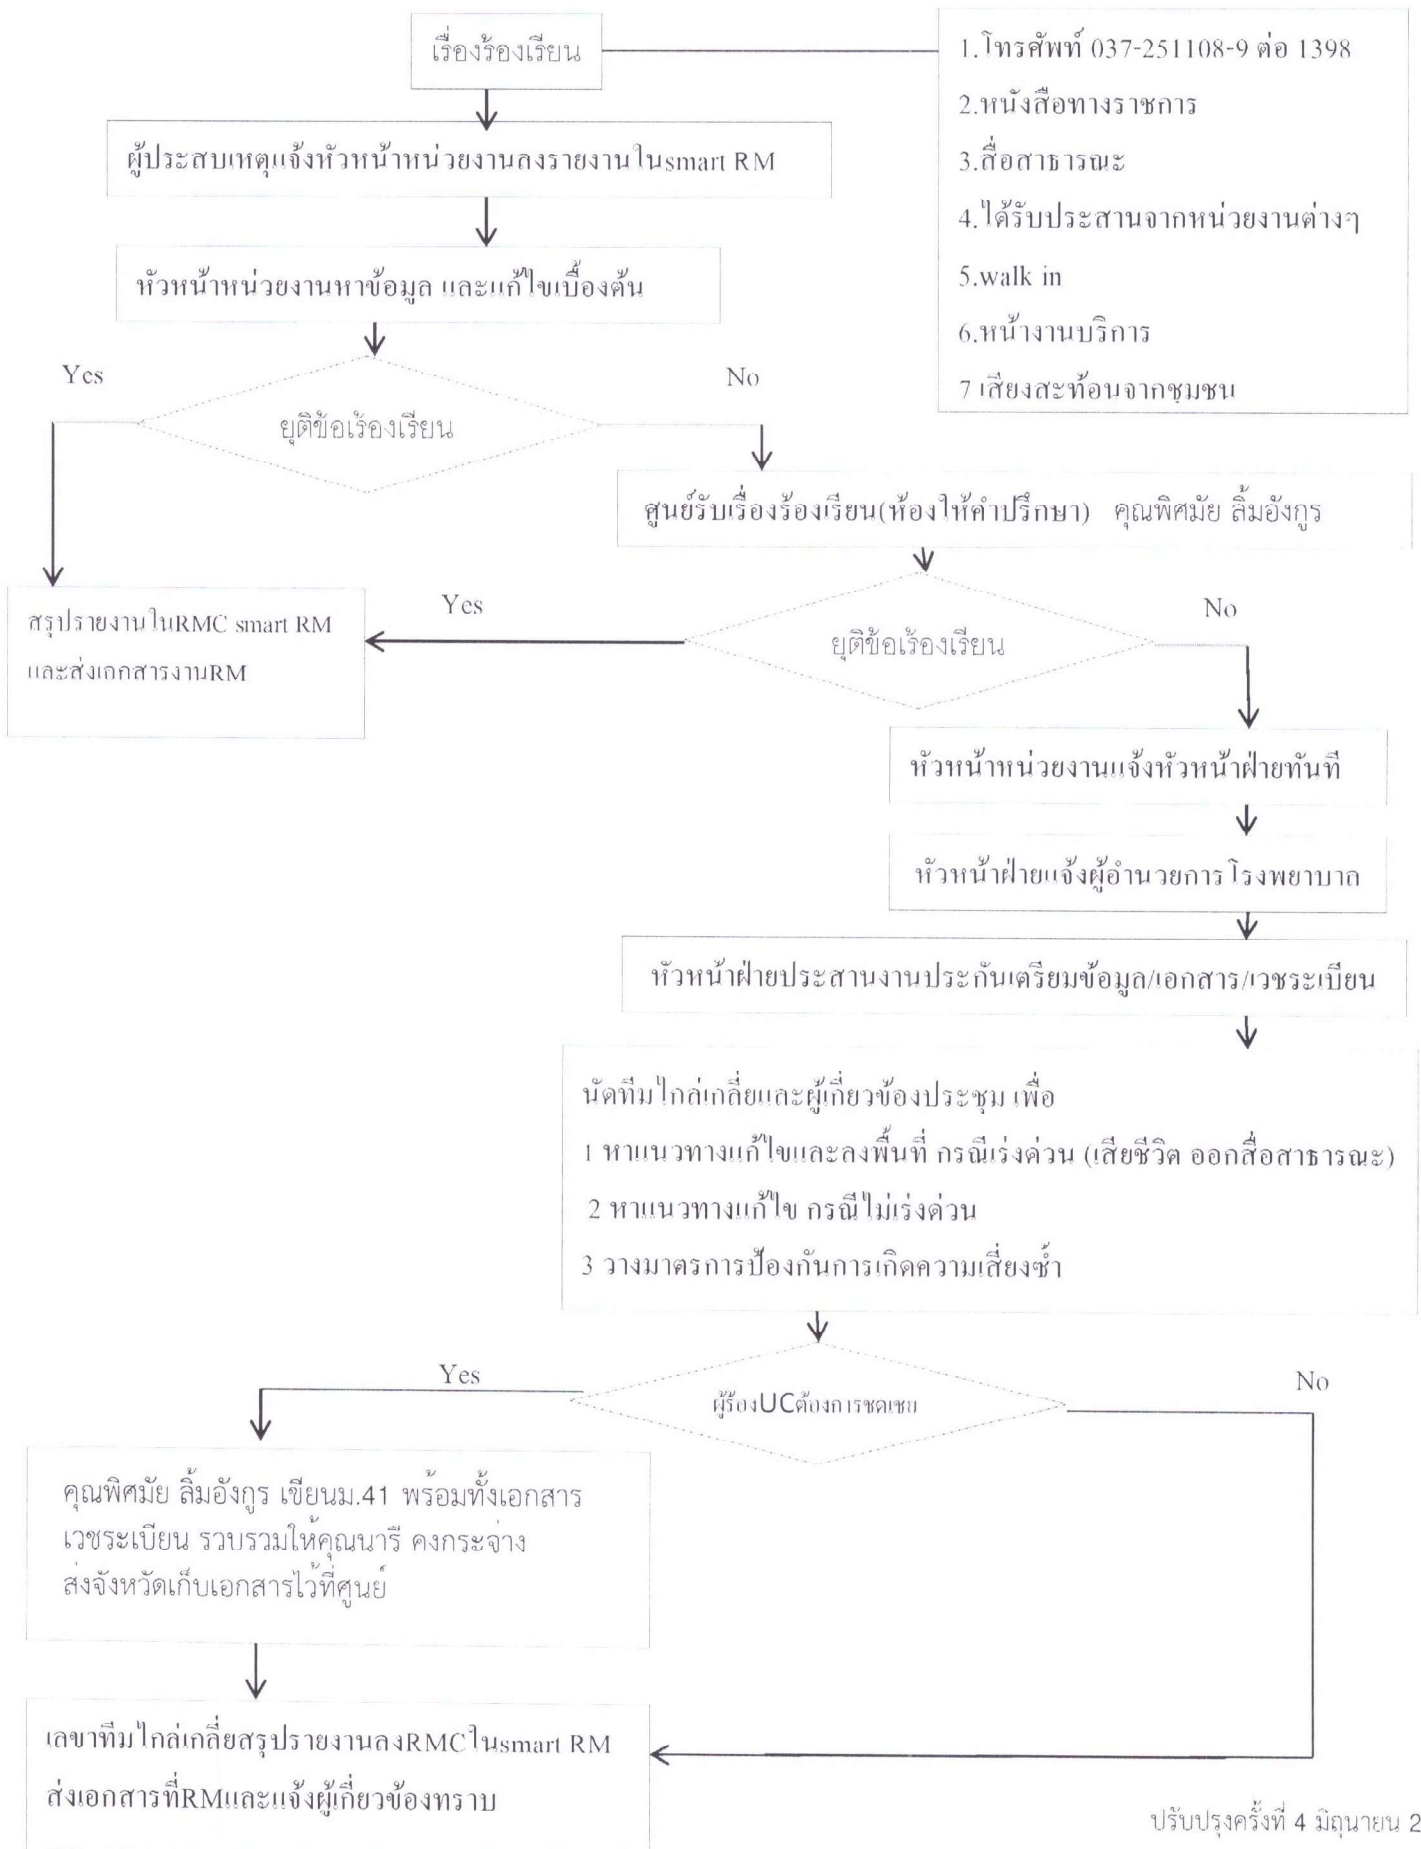 เรื่องร้องเรียน
1.โทรศัพท์ 037-251108-9 ต่อ 1398
2.หนังสือทางราชการ
3.สื่อสาธารณะ
4.ได้รับประสานจากหน่วยงานต่างๆ
5.walk in
6.หน้างานบริการ
7 เสียงสะท้อนจากชุมชน
ผู้ประสบเหตุแจ้งหัวหน้าหน่วยงานลงรายงานในsmart RM
หัวหน้าหน่วยงานหาข้อมูล และแก้ไขเบื้องต้น
Yes
No
ยุติข้อเร้องเรียน
ศูนย์รับเรื่องร้องเรียน(ห้องให้คำปรึกษา) คุณพิศมัย ลิ้มอังกูร
Yes
No
ยุติข้อเร้องเรียน
สรุปรายงานในRMC smart RM
และส่งเอกสารงานRM
หัวหน้าหน่วยงานแจ้งหัวหน้าฝ่ายทันที
หัวหน้าฝ่ายแจ้งผู้อำนวยการโรงพยาบาล
หัวหน้าฝ่ายประสานงานประกันเตรียมข้อมูล/เอกสาร/เวชระเบียน
นัดทีมไกล่เกลี่ยและผู้เกี่ยวข้องประชุม เพื่อ
1 หาแนวทางแก้ไขและลงพื้นที่ กรณีเร่งด่วน (เสียชีวิต ออกสื่อสาธารณะ)
2 หาแนวทางแก้ไข กรณีไม่เร่งด่วน
3 วางมาตรการป้องกันการเกิดความเสี่ยงซ้ำ
Yes
No
ผู้ร้องUCต้องการชดเชย
คุณพิศมัย ลิ้มอังกูร เขียนม.41 พร้อมทั้งเอกสาร
เวชระเบียน รวบรวมให้คุณนารี คงกระจ่าง
ส่งจังหวัดเก็บเอกสารไว้ที่ศูนย์
เลขาทีมไกล่เกลี่ยสรุปรายงานลงRMCในsmart RM
ส่งเอกสารที่RMและแจ้งผู้เกี่ยวข้องทราบ
ปรับปรุงครั้งที่ 4 มิถุนายน 2